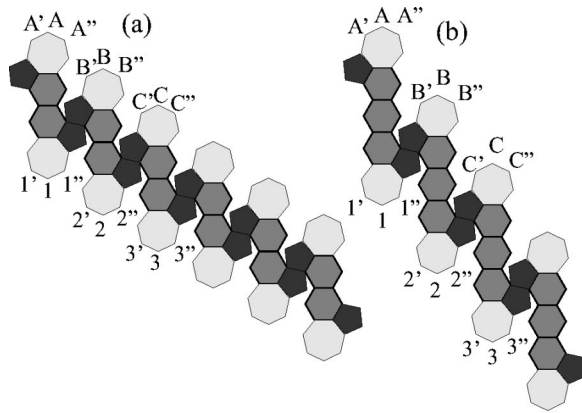 (a)
A' A A''
B' B B''
C' C C''
1' 1 1''
2' 2 2''
3' 3 3''
(b)
A' A A''
B' B B''
C' C C''
1' 1 1''
2' 2 2''
3' 3 3''